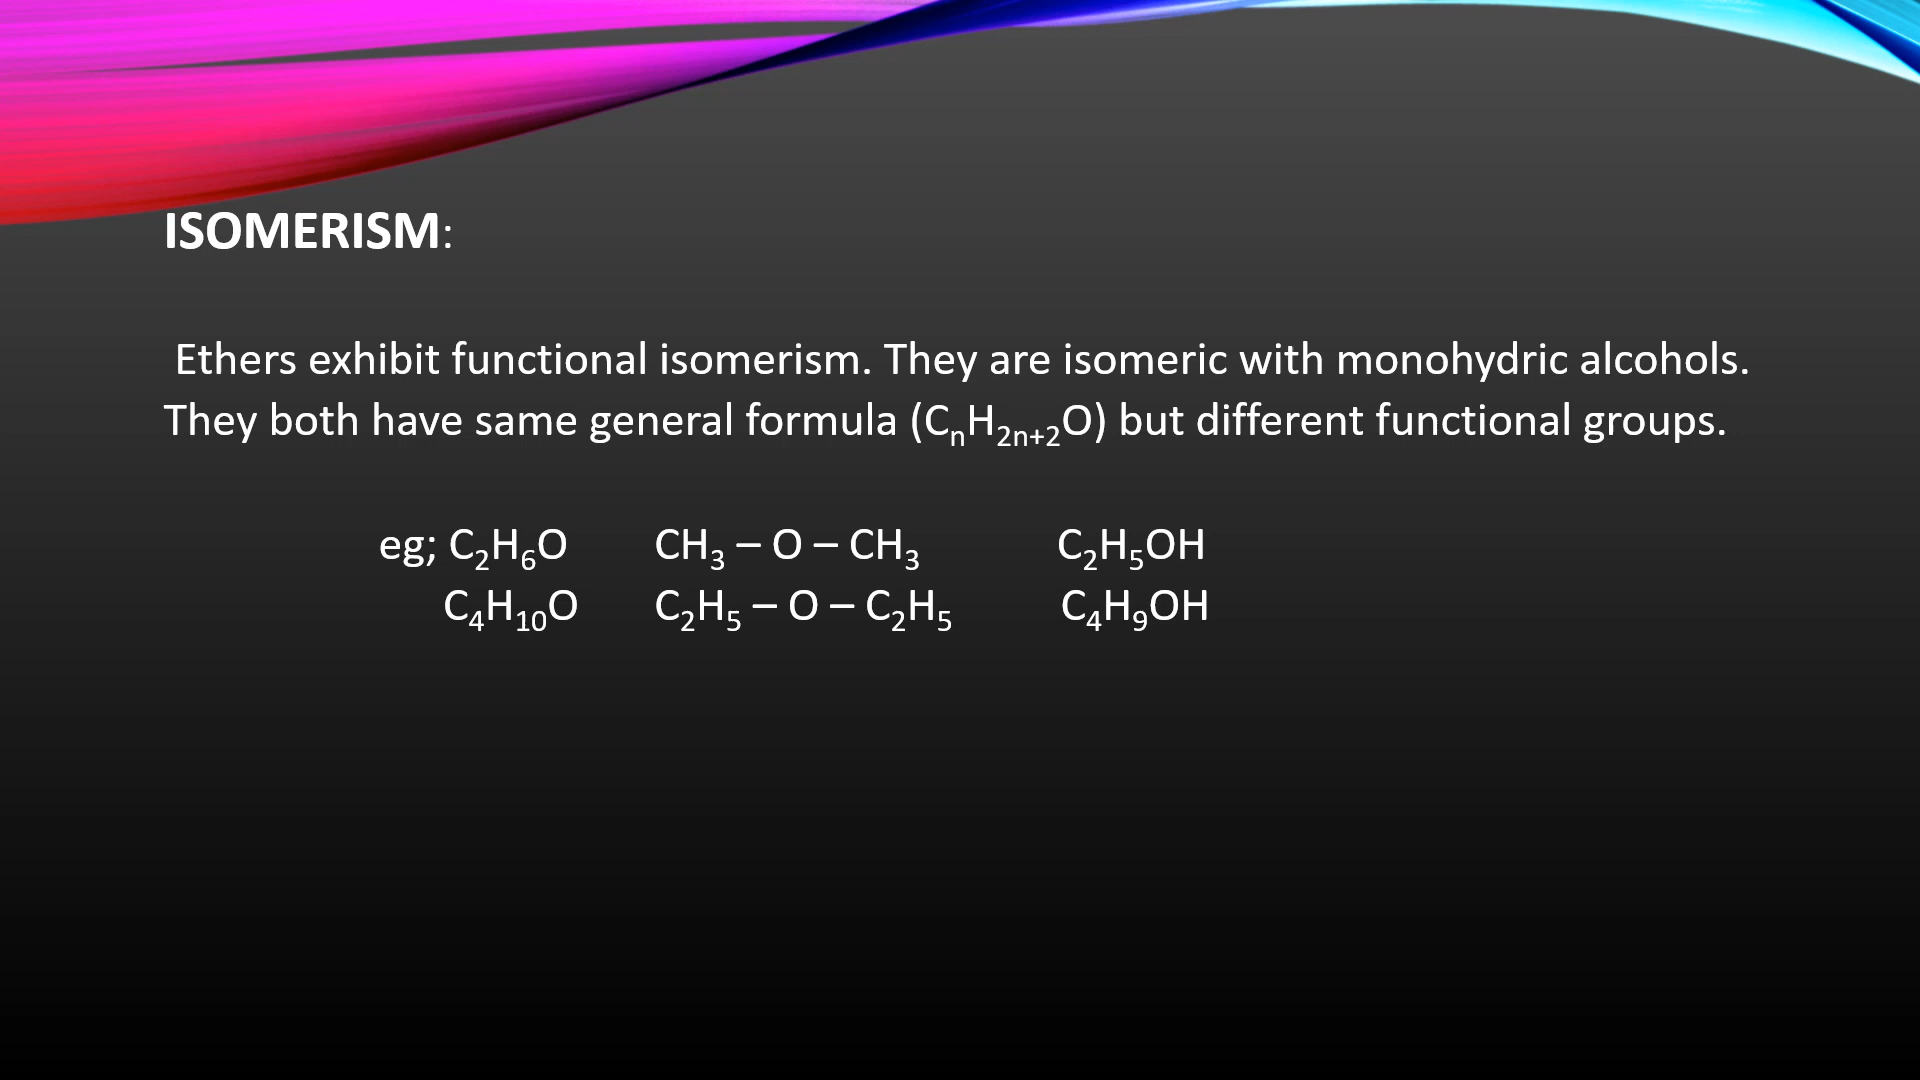 ISOMERISM:
Ethers exhibit functional isomerism. They are isomeric with monohydric alcohols.
They both have same general formula (CₙH₂ₙ₊₂O) but different functional groups.
eg; C₂H₆O CH₃ – O – CH₃ C₂H₅OH
C₄H₁₀O C₂H₅ – O – C₂H₅ C₄H₉OH